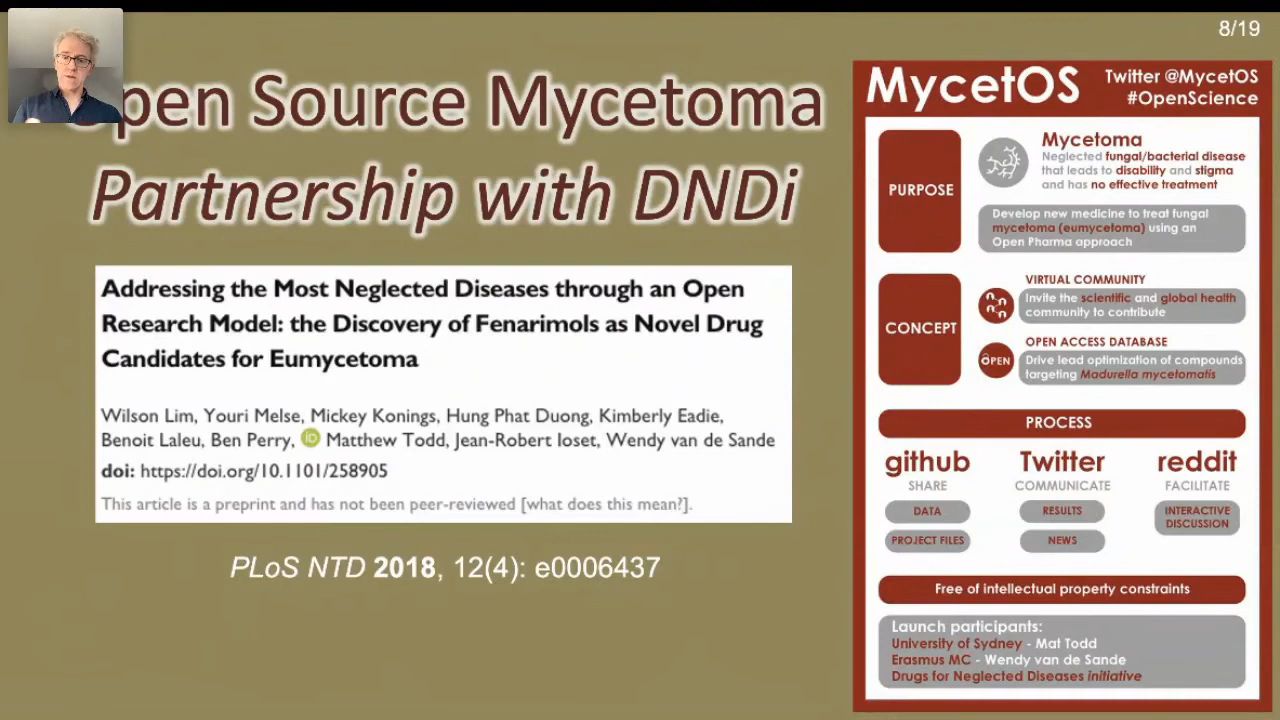 8/19
Open Source Mycetoma
Partnership with DNDi
Addressing the Most Neglected Diseases through an Open
Research Model: the Discovery of Fenarimols as Novel Drug
Candidates for Eumycetoma
Wilson Lim, Youri Melse, Mickey Konings, Hung Phat Duong, Kimberly Eadie,
Benoit Laleu, Ben Perry, iD Matthew Todd, Jean-Robert Ioset, Wendy van de Sande
doi: https://doi.org/10.1101/258905
This article is a preprint and has not been peer-reviewed [what does this mean?].
PLoS NTD 2018, 12(4): e0006437
MycetOS
Twitter @MycetOS
#OpenScience
PURPOSE
Mycetoma
Neglected fungal/bacterial disease
that leads to disability and stigma
and has no effective treatment
Develop new medicine to treat fungal
mycetoma (eumycetoma) using an
Open Pharma approach
CONCEPT
VIRTUAL COMMUNITY
Invite the scientific and global health
community to contribute
OPEN ACCESS DATABASE
OPEN
Drive lead optimization of compounds
targeting Madurella mycetomatis
PROCESS
github
SHARE
DATA
PROJECT FILES
Twitter
COMMUNICATE
RESULTS
NEWS
reddit
FACILITATE
INTERACTIVE
DISCUSSION
Free of intellectual property constraints
Launch participants:
University of Sydney - Mat Todd
Erasmus MC - Wendy van de Sande
Drugs for Neglected Diseases initiative